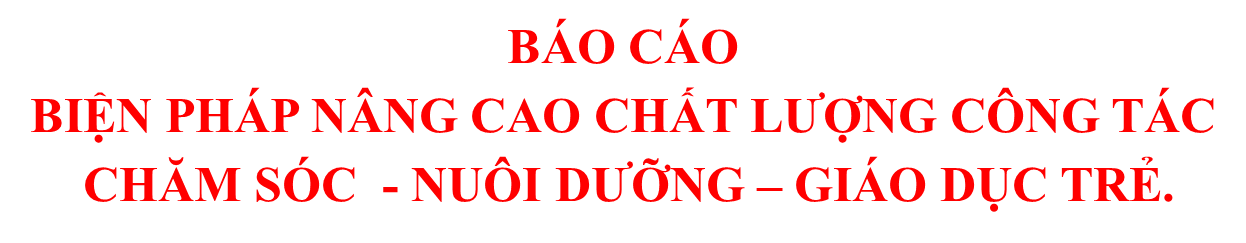 BÁO CÁO
BIỆN PHÁP NÂNG CAO CHẤT LƯỢNG CÔNG TÁC
CHĂM SÓC - NUÔI DƯỠNG – GIÁO DỤC TRẺ.